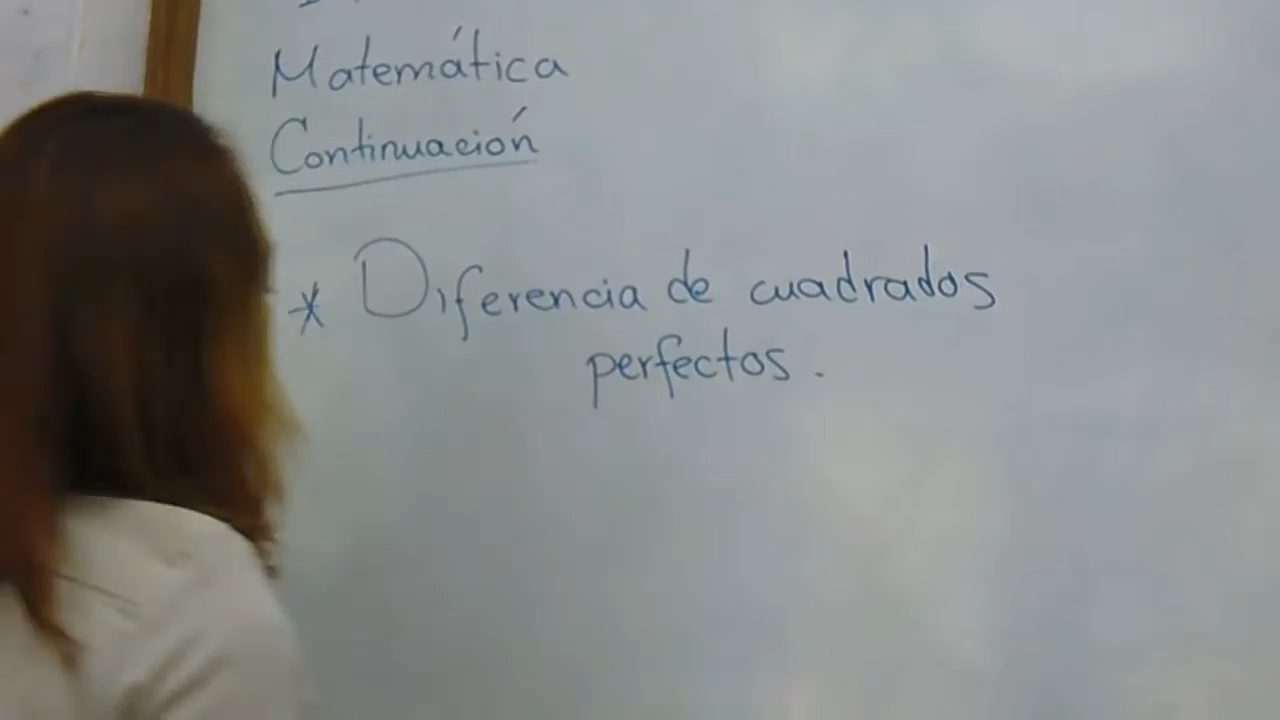 Matemática
Continuación
* Diferencia de cuadrados
perfectos.